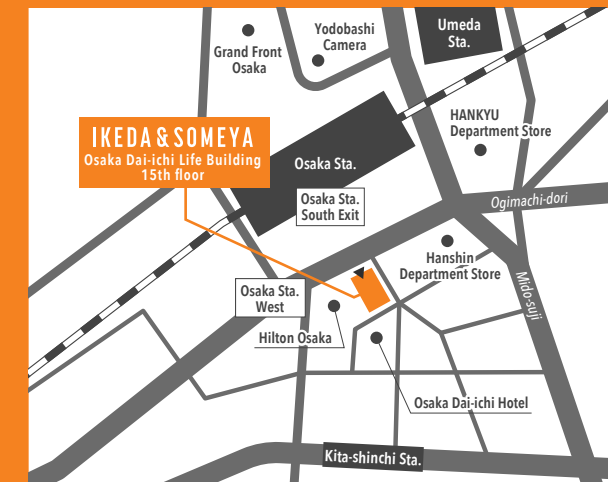 Umeda
Sta.
Yodobashi
Camera
Grand Front
Osaka
HANKYU
Department Store
IKEDA & SOMEYA
Osaka Dai-ichi Life Building
15th floor
Osaka Sta.
Osaka Sta.
South Exit
Ogimachi-dori
Hanshin
Department Store
Mido-suji
Osaka Sta.
West
Hilton Osaka
Osaka Dai-ichi Hotel
Kita-shinchi Sta.